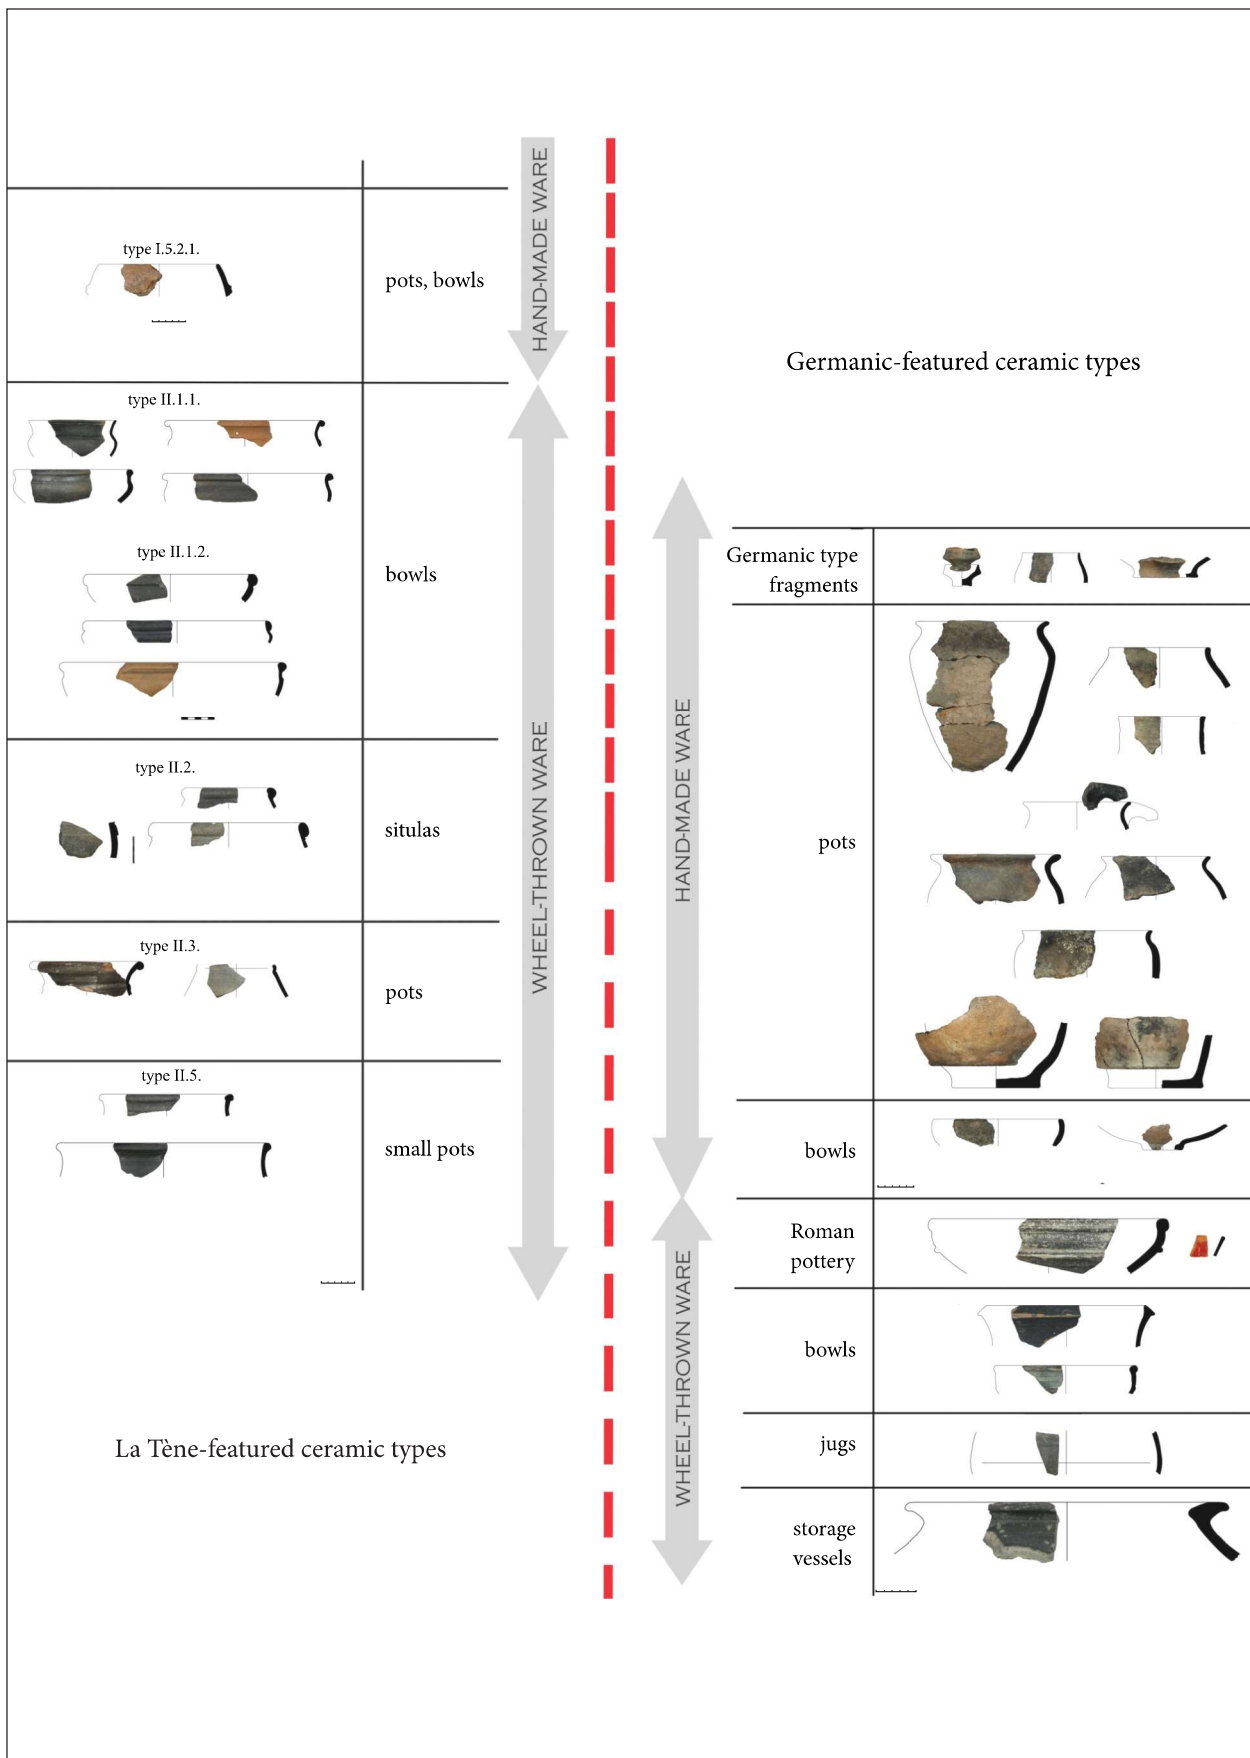 type I.5.2.1.
pots, bowls
HAND-MADE WARE
type II.1.1.
type II.1.2.
bowls
type II.2.
situlas
type II.3.
pots
type II.5.
small pots
WHEEL-THROWN WARE
La Tène-featured ceramic types
Germanic-featured ceramic types
HAND-MADE WARE
Germanic type
fragments
pots
bowls
WHEEL-THROWN WARE
Roman
pottery
bowls
jugs
storage
vessels